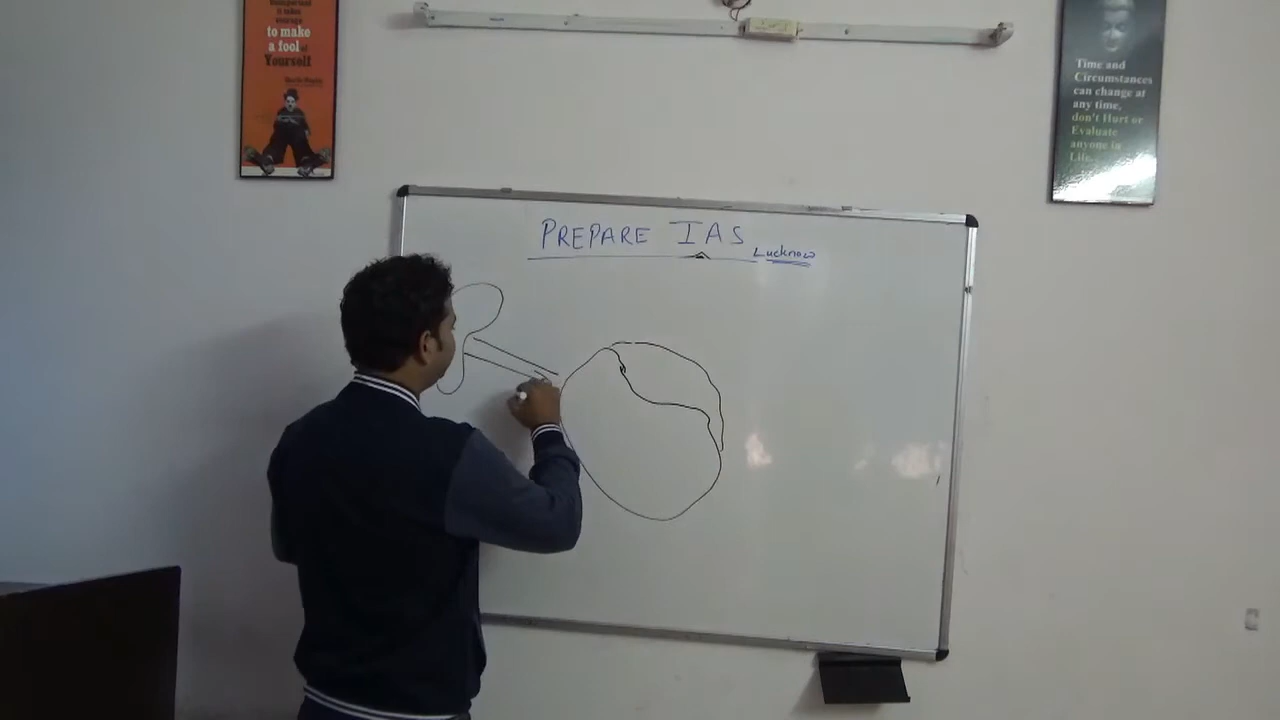 to make
a fool of
Yourself
Time and
Circumstances
can change at
any time,
don't Hurt or
Evaluate
anyone in
Life.
PREPARE IAS
Lucknow